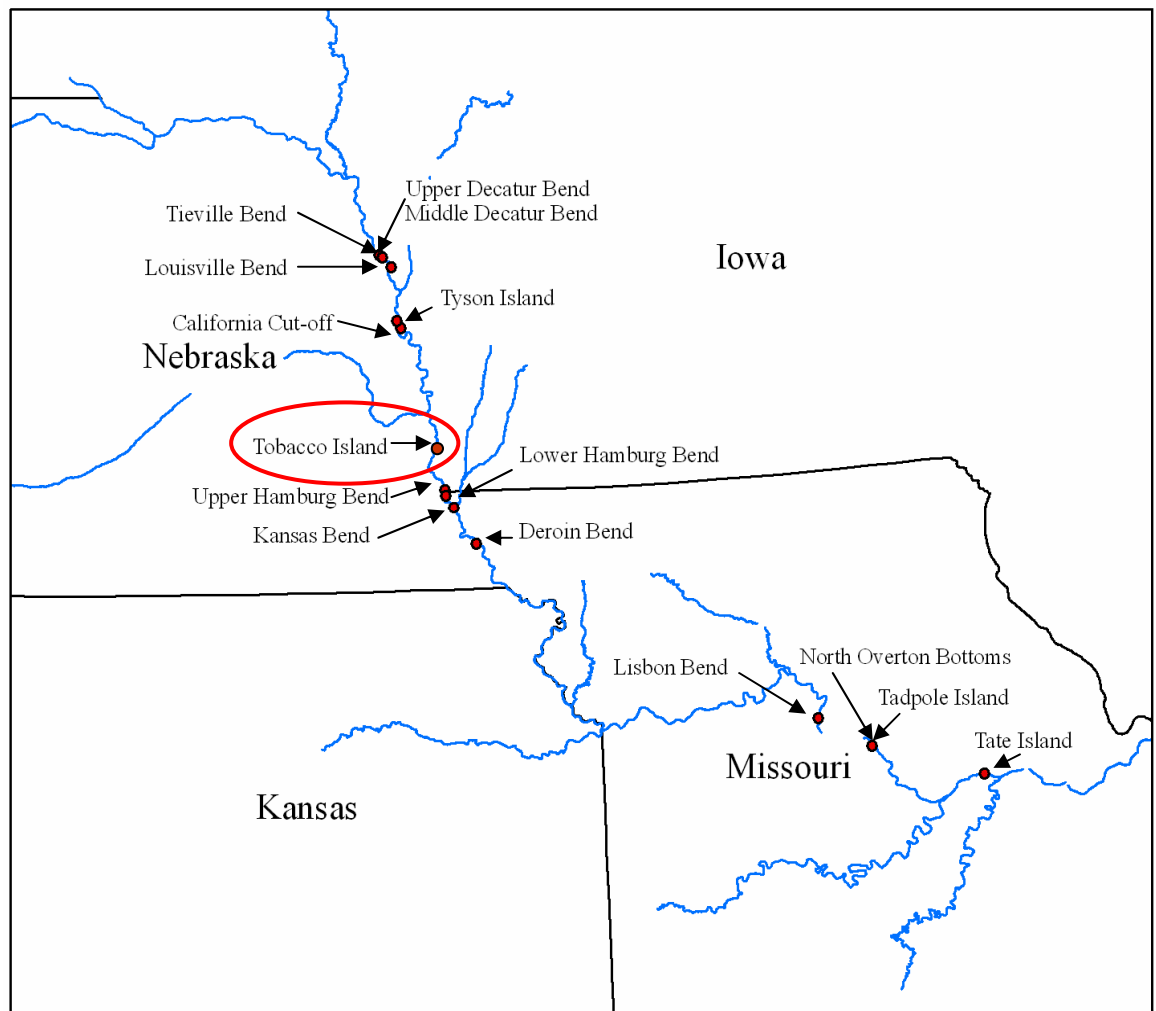 Upper Decatur Bend
Middle Decatur Bend
Tieville Bend
Louisville Bend
Iowa
Tyson Island
California Cut-off
Nebraska
Tobacco Island
Lower Hamburg Bend
Upper Hamburg Bend
Kansas Bend
Deroin Bend
Lisbon Bend
North Overton Bottoms
Tadpole Island
Tate Island
Missouri
Kansas